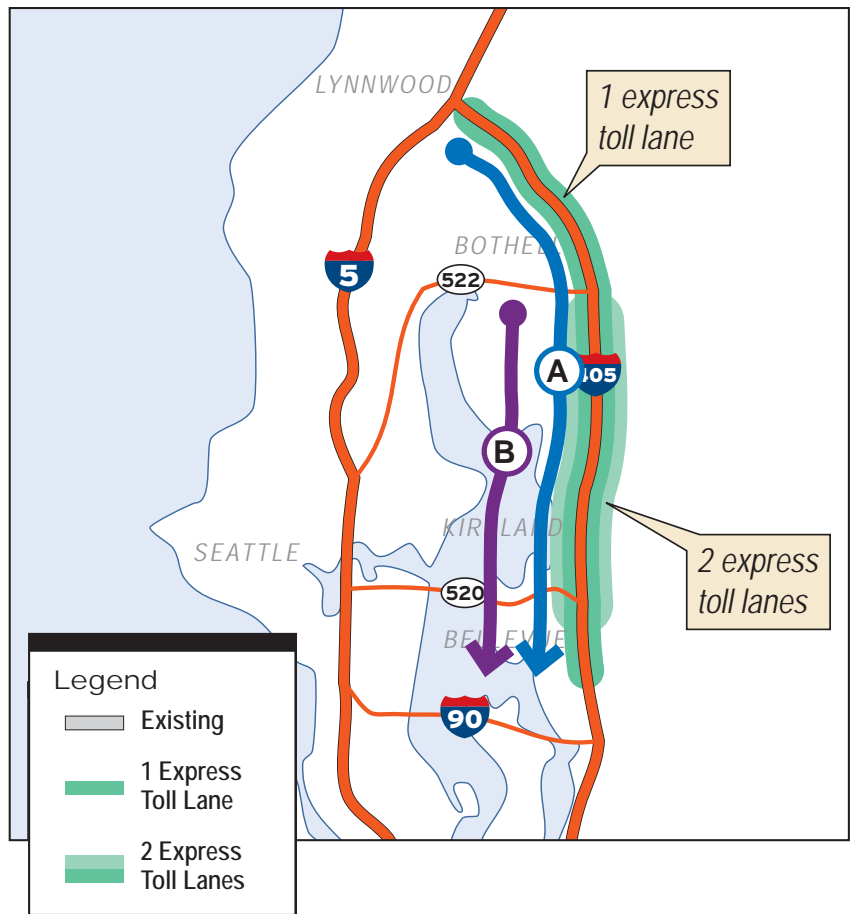 LYNNWOOD
1 express
toll lane
BOTHELL
522
5
A
405
B
KIRKLAND
SEATTLE
520
2 express
toll lanes
BELLEVUE
90
Legend
Existing
1 Express
Toll Lane
2 Express
Toll Lanes